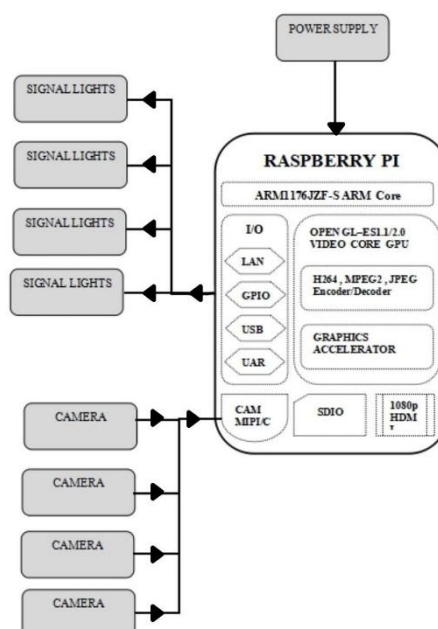 POWER SUPPLY
SIGNAL LIGHTS
SIGNAL LIGHTS
SIGNAL LIGHTS
SIGNAL LIGHTS
RASPBERRY PI
ARM1176JZF-S ARM Core
I/O
LAN
GPIO
USB
UAR
OPEN GL–ES1.1/2.0
VIDEO CORE GPU
H264 , MPEG2 , JPEG
Encoder/Decoder
GRAPHICS
ACCELERATOR
CAM
MIPI/C
SDIO
1080p
HDM
CAMERA
CAMERA
CAMERA
CAMERA